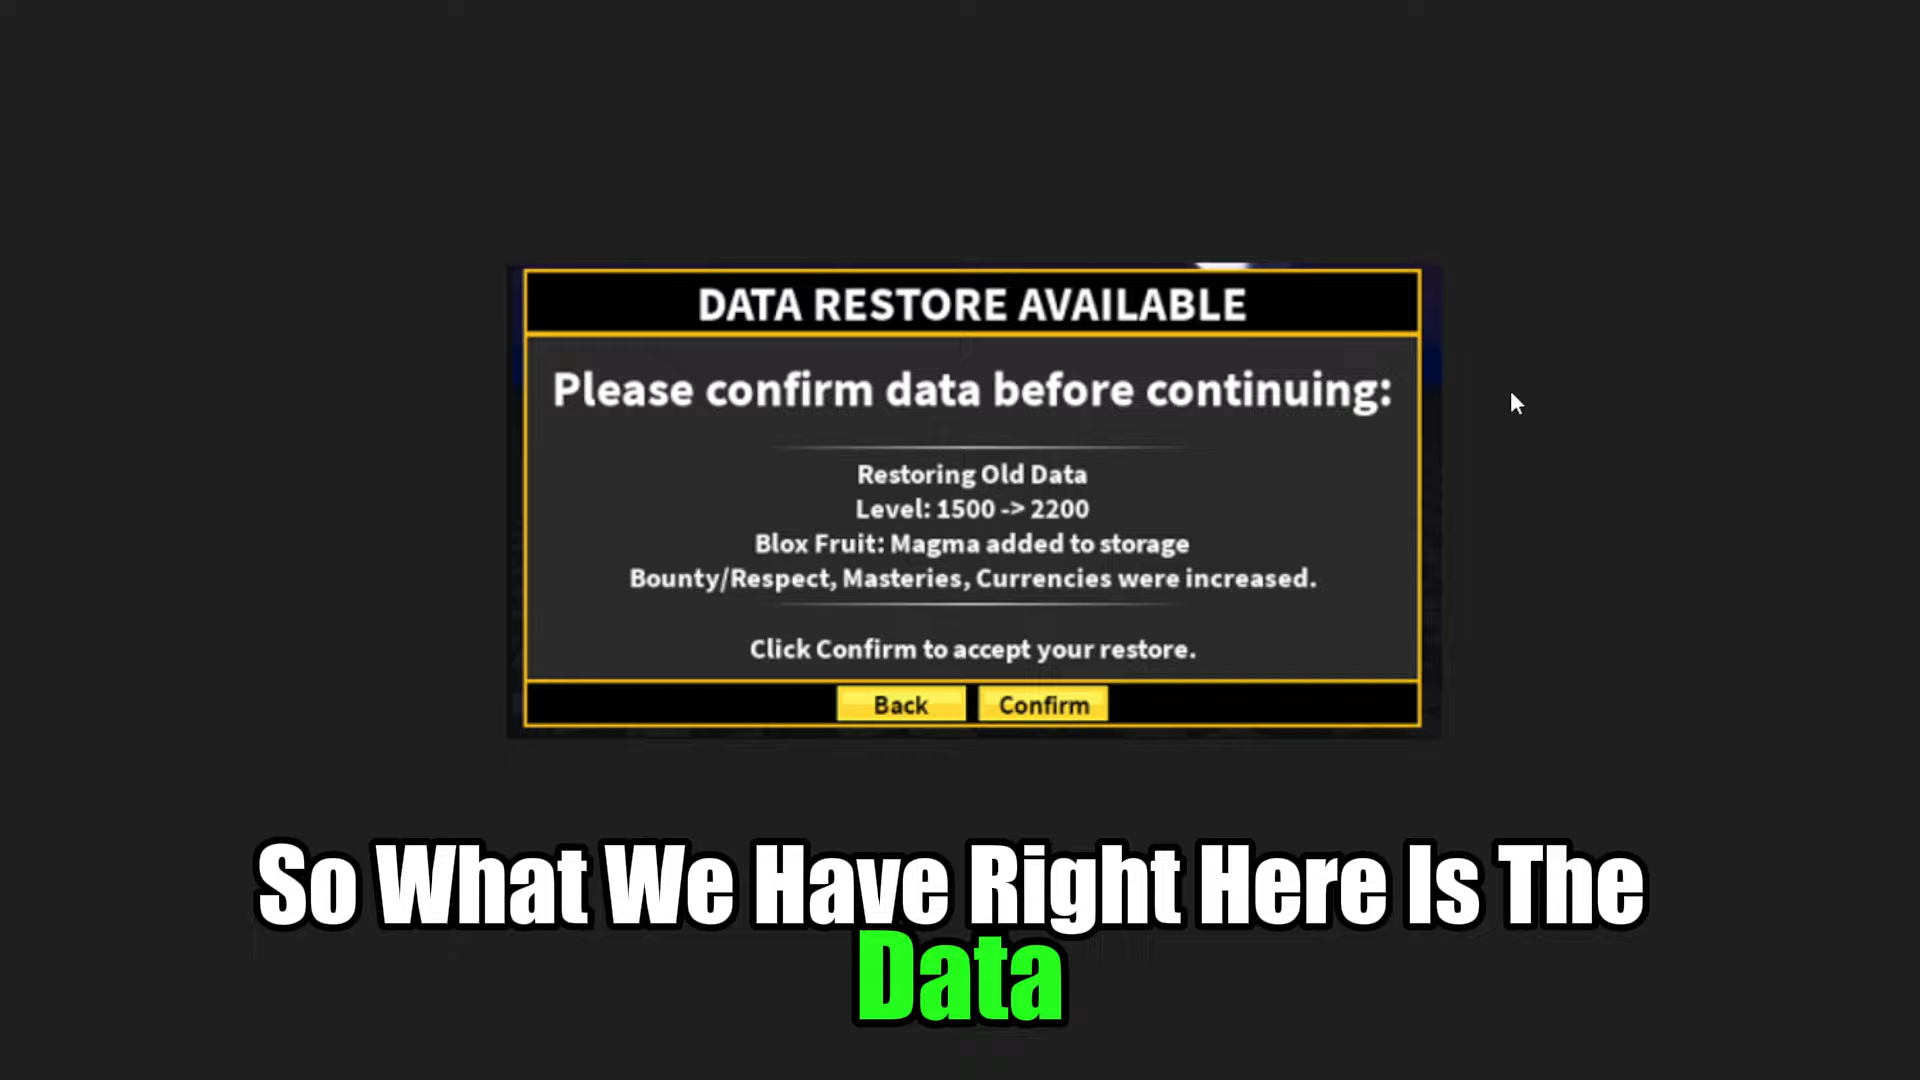 DATA RESTORE AVAILABLE
Please confirm data before continuing:
Restoring Old Data
Level: 1500 -> 2200
Blox Fruit: Magma added to storage
Bounty/Respect, Masteries, Currencies were increased.
Click Confirm to accept your restore.
Back Confirm
So What We Have Right Here Is The
Data